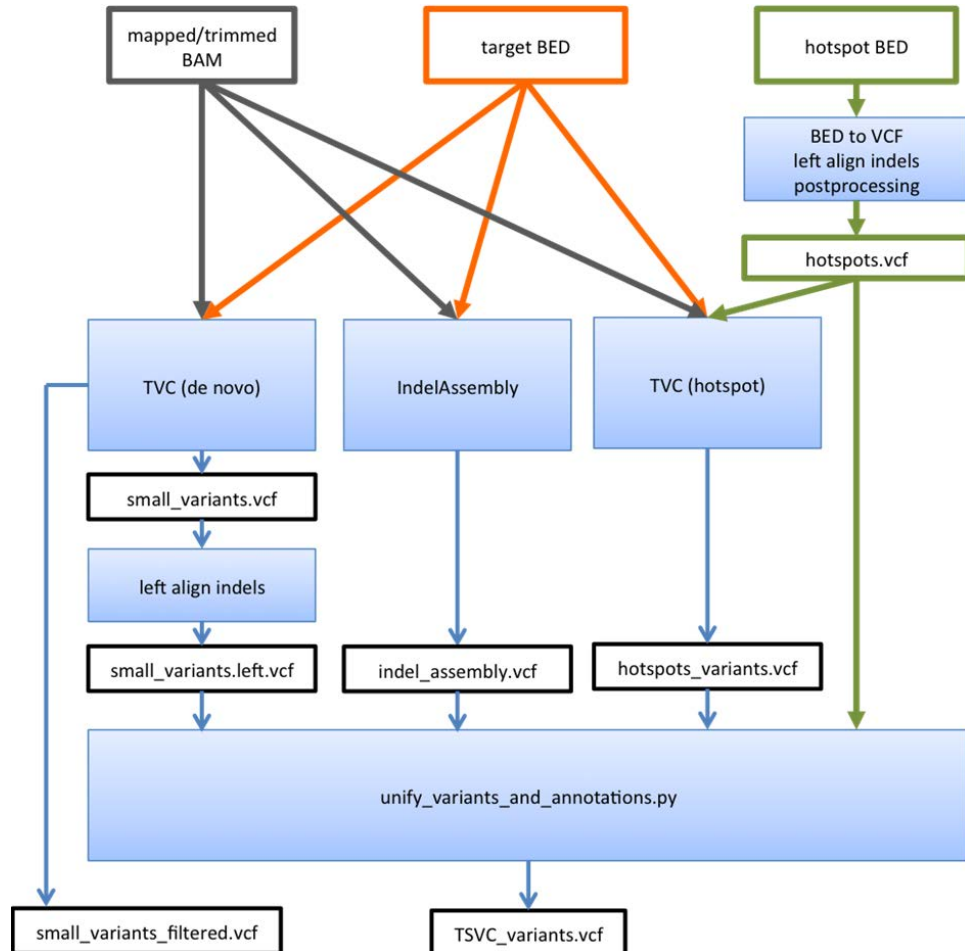 mapped/trimmed
BAM
target BED
hotspot BED
BED to VCF
left align indels
postprocessing
hotspots.vcf
TVC (de novo)
IndelAssembly
TVC (hotspot)
small_variants.vcf
left align indels
small_variants.left.vcf
indel_assembly.vcf
hotspots_variants.vcf
unify_variants_and_annotations.py
small_variants_filtered.vcf
TSVC_variants.vcf